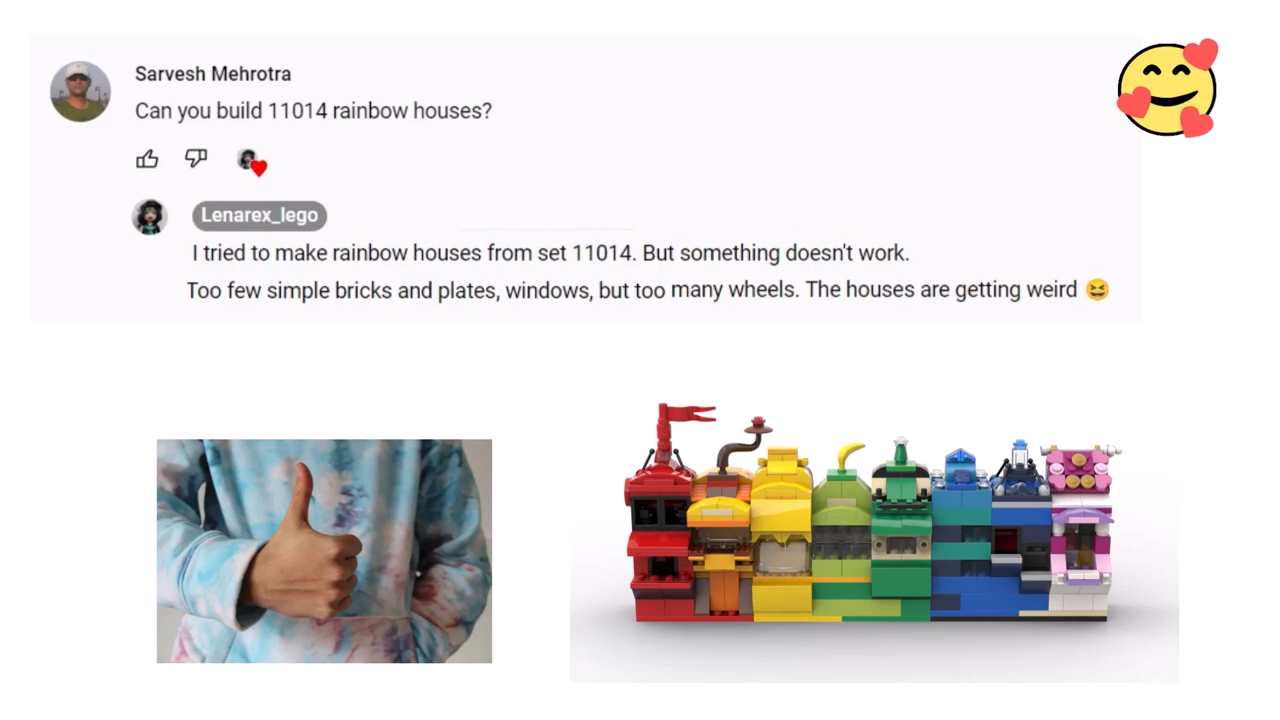 Sarvesh Mehrotra
Can you build 11014 rainbow houses?
Lenarex_lego
I tried to make rainbow houses from set 11014. But something doesn't work.
Too few simple bricks and plates, windows, but too many wheels. The houses are getting weird 😆